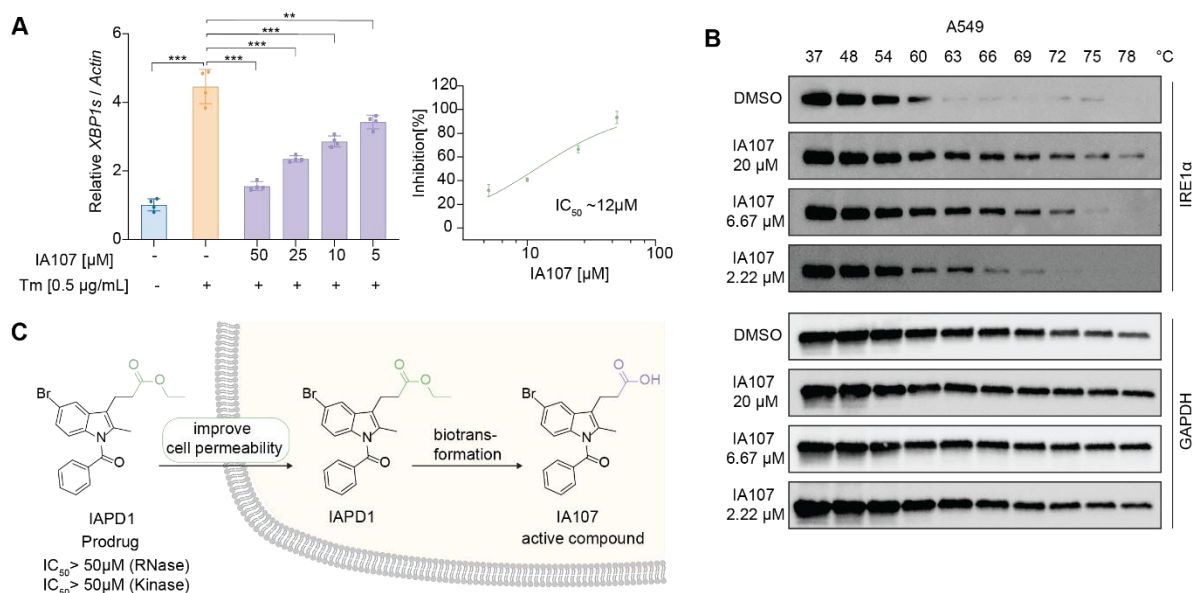 A
Relative XBP1s / Actin
6
4
2
0
***
***
***
***
**
IA107 [µM] - - 50 25 10 5
Tm [0.5 µg/mL] - + + + + +
Inhibition[%]
120
100
80
60
40
20
0
IC50 ~12µM
10 100
IA107 [µM]
B
A549
37 48 54 60 63 66 69 72 75 78 °C
DMSO
IA107
20 µM
IA107
6.67 µM
IA107
2.22 µM
IRE1α
DMSO
IA107
20 µM
IA107
6.67 µM
IA107
2.22 µM
GAPDH
C
Br
O
O
N
O
improve
cell permeability
IAPD1
Prodrug
IC50> 50µM (RNase)
IC50> 50µM (Kinase)
Br
O
O
N
O
IAPD1
biotrans-
formation
Br
O
OH
N
O
IA107
active compound